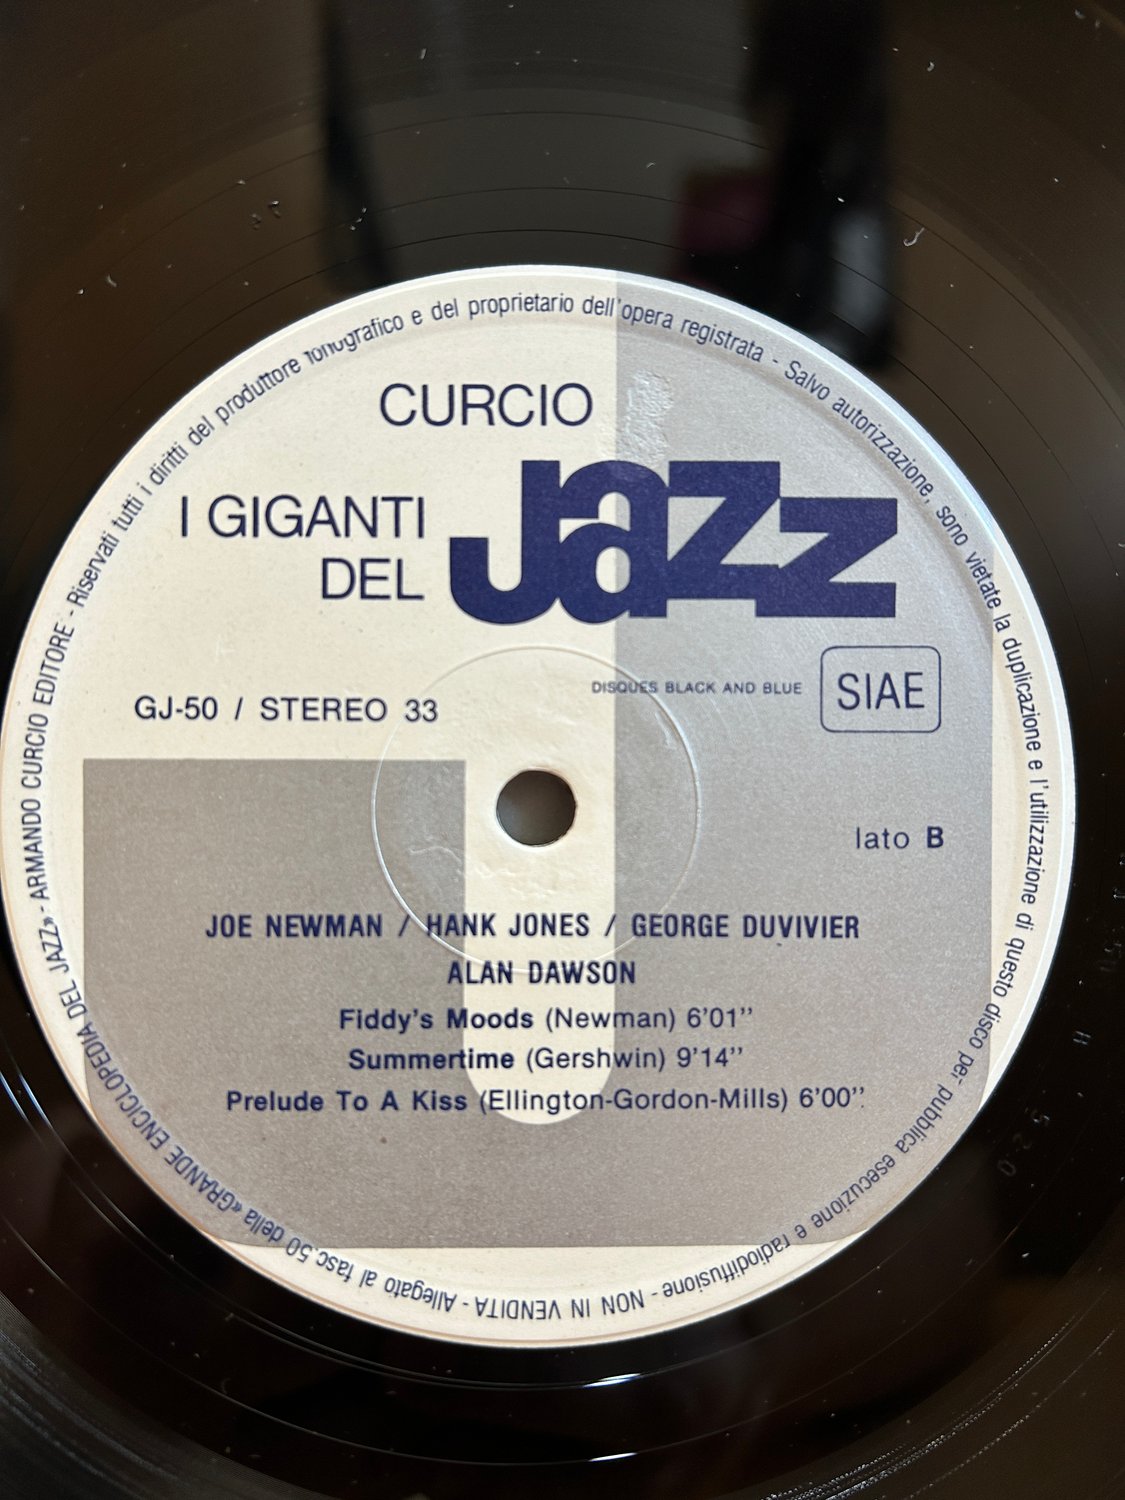 CURCIO
I GIGANTI
DEL
Jazz
DISQUES BLACK AND BLUE
SIAE
GJ-50 / STEREO 33
lato B
JOE NEWMAN / HANK JONES / GEORGE DUVIVIER
ALAN DAWSON
Fiddy's Moods (Newman) 6'01''
Summertime (Gershwin) 9'14''
Prelude To A Kiss (Ellington-Gordon-Mills) 6'00''
ARMANDO CURCIO EDITORE - Riservati tutti i diritti del produttore fonografico e del proprietario dell'opera registrata - Salvo autorizzazione, sono vietate la duplicazione e l'utilizzazione di questo disco per pubblica esecuzione e radiodiffusione - NON IN VENDITA - Allegato al fasc.50 della «GRANDE ENCICLOPEDIA DEL JAZZ» -